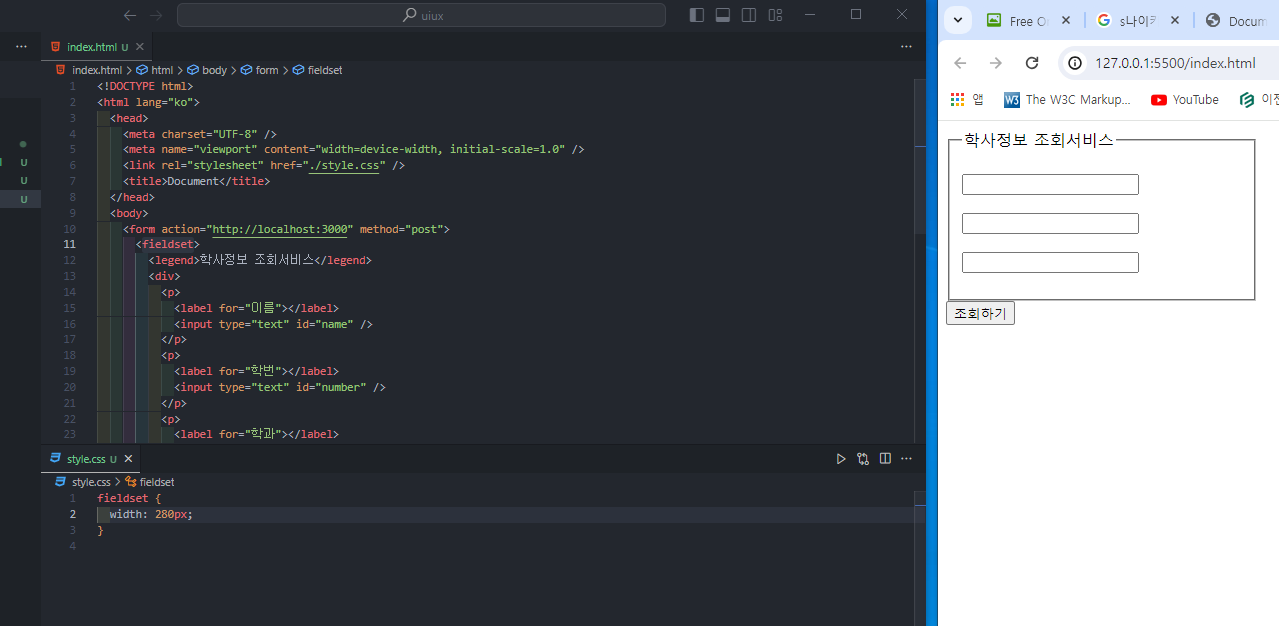 uiux
index.html U
index.html > html > body > form > fieldset
1 <!DOCTYPE html>
2 <html lang="ko">
3 <head>
4 <meta charset="UTF-8" />
5 <meta name="viewport" content="width=device-width, initial-scale=1.0" />
6 <link rel="stylesheet" href="./style.css" />
7 <title>Document</title>
8 </head>
9 <body>
10 <form action="http://localhost:3000" method="post">
11 <fieldset>
12 <legend>학사정보 조회서비스</legend>
13 <div>
14 <p>
15 <label for="이름"></label>
16 <input type="text" id="name" />
17 </p>
18 <p>
19 <label for="학번"></label>
20 <input type="text" id="number" />
21 </p>
22 <p>
23 <label for="학과"></label>
U
U
U
style.css U
style.css > fieldset
1 fieldset {
2 width: 280px;
3 }
4
Free O
s나이키
Docum
127.0.0.1:5500/index.html
앱 The W3C Markup... YouTube
학사정보 조회서비스
조회하기